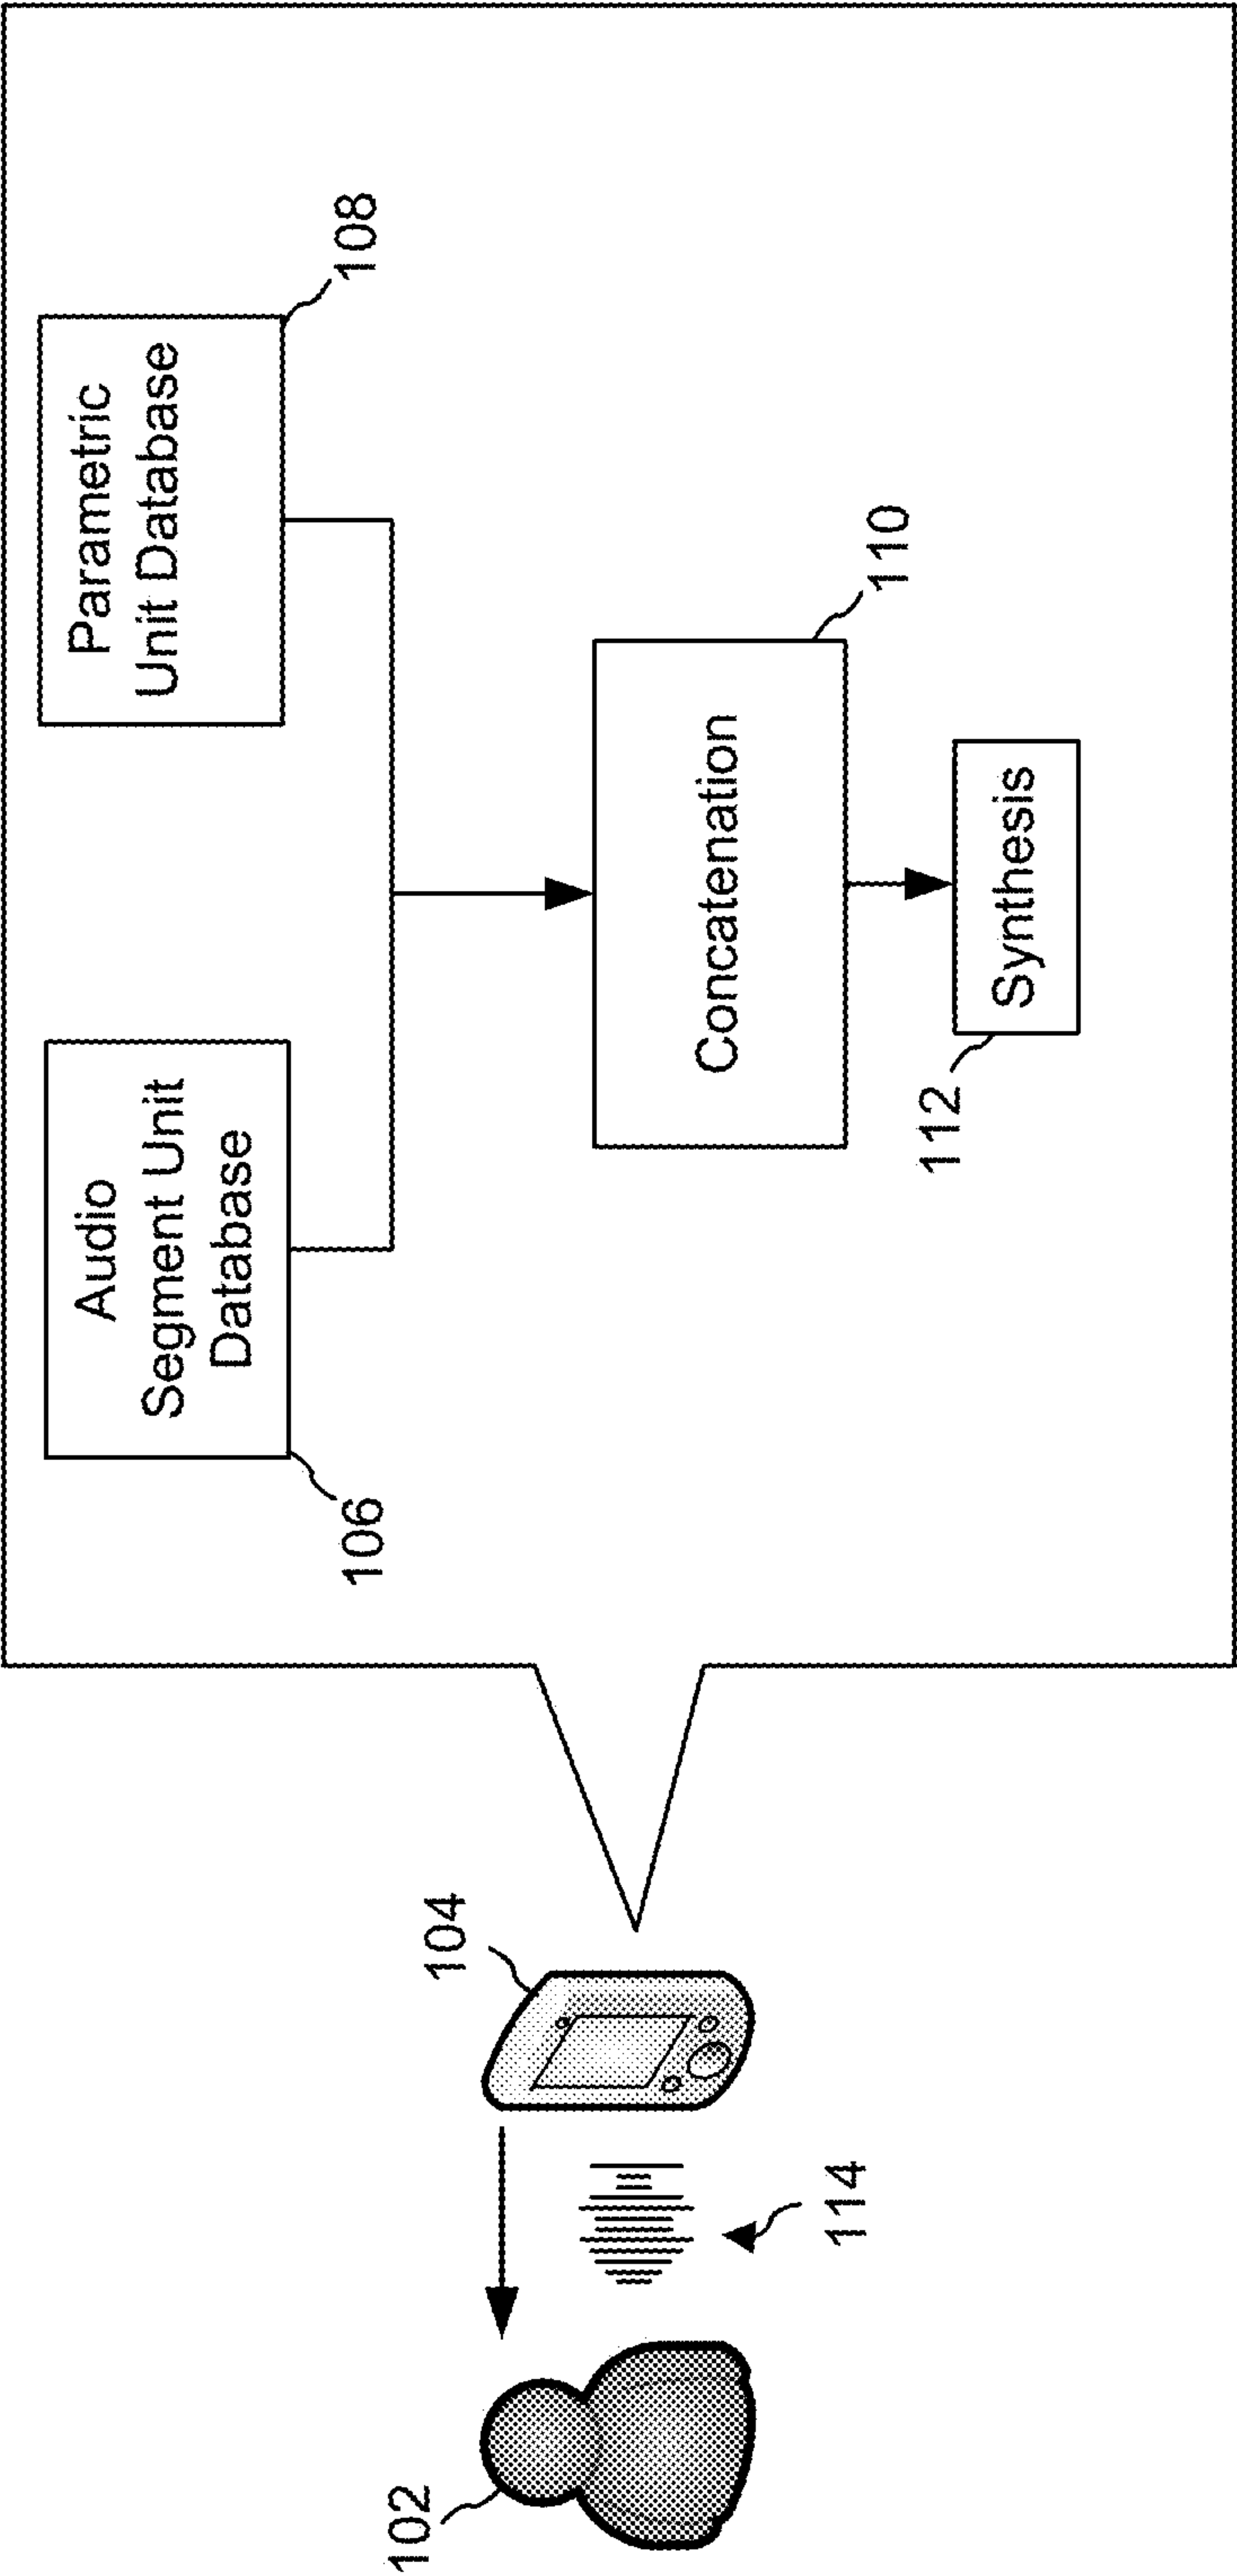 102
114
104
Audio
Segment Unit
Database
106
Parametric
Unit Database
108
Concatenation
110
Synthesis
112